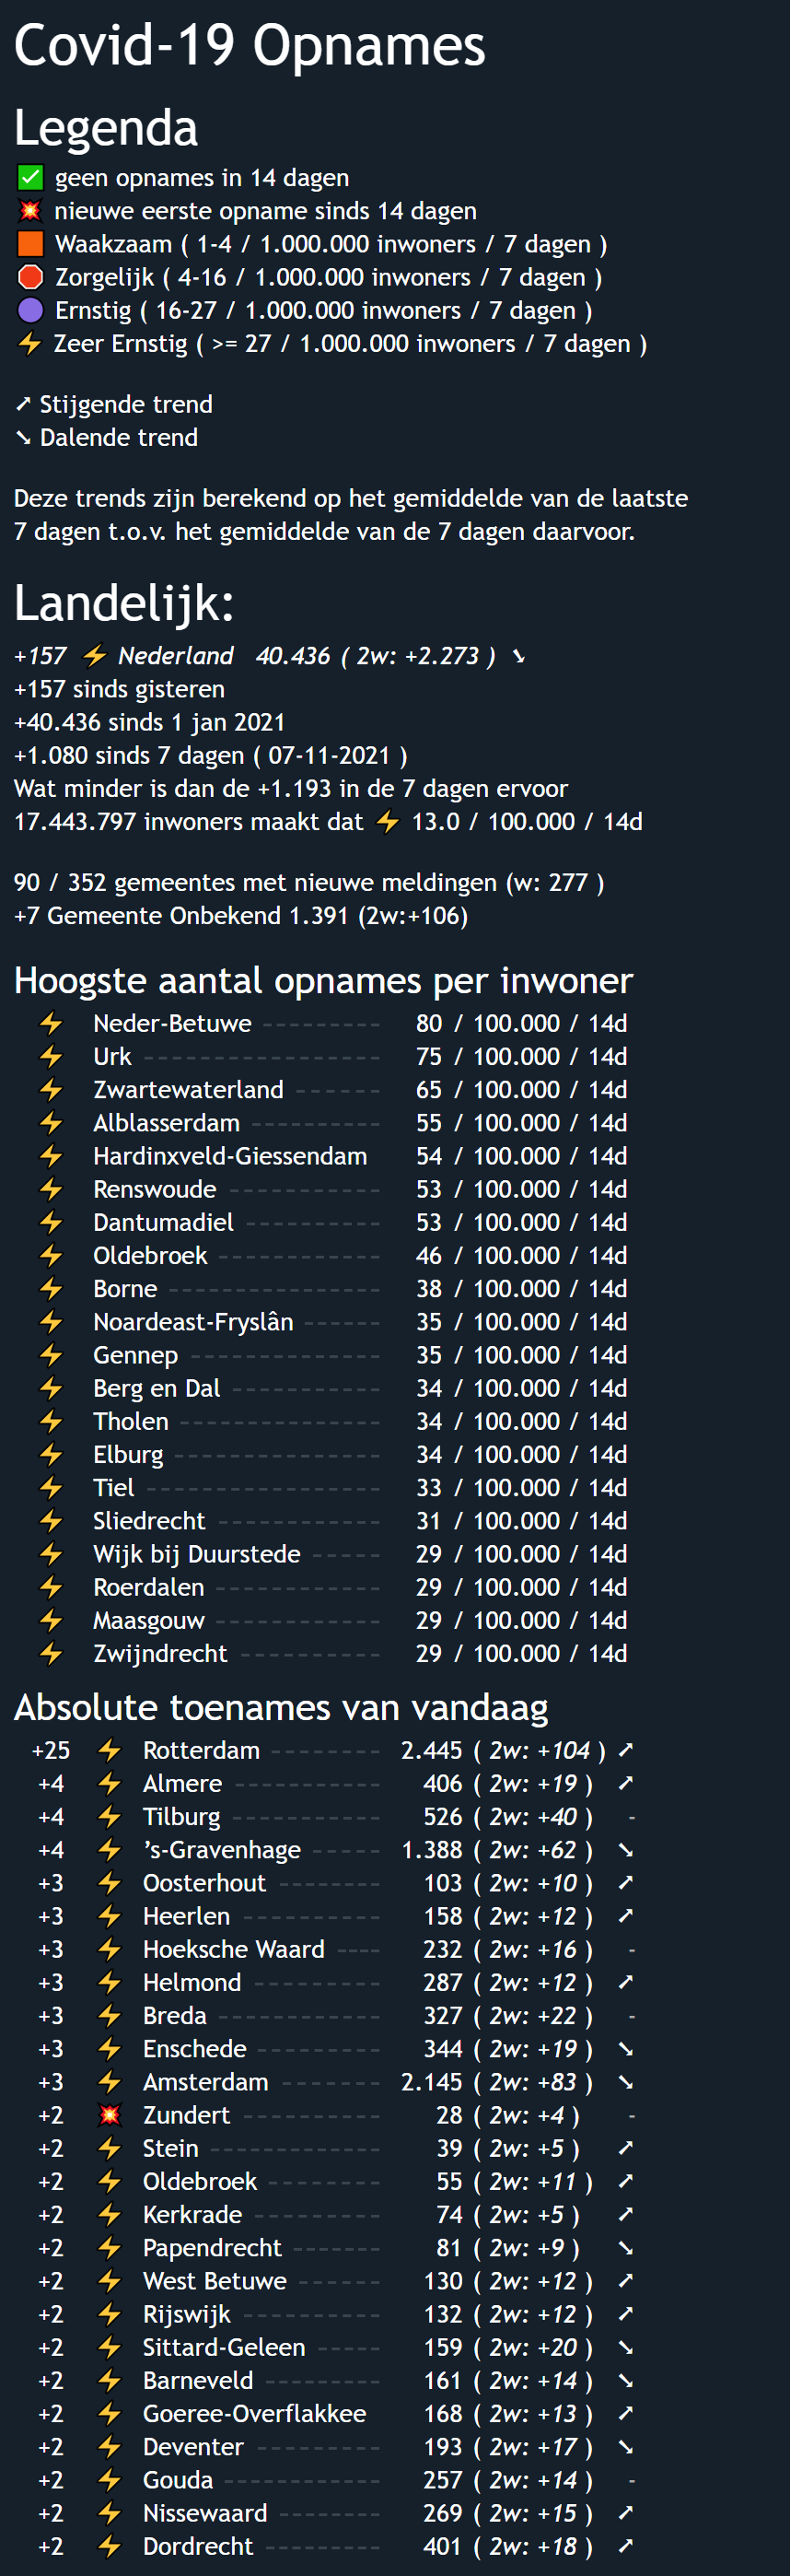 Covid-19 Opnames
Legenda
✅ geen opnames in 14 dagen
💥 nieuwe eerste opname sinds 14 dagen
🟧 Waakzaam ( 1-4 / 1.000.000 inwoners / 7 dagen )
🛑 Zorgelijk ( 4-16 / 1.000.000 inwoners / 7 dagen )
🟣 Ernstig ( 16-27 / 1.000.000 inwoners / 7 dagen )
⚡ Zeer Ernstig ( >= 27 / 1.000.000 inwoners / 7 dagen )
➚ Stijgende trend
➘ Dalende trend
Deze trends zijn berekend op het gemiddelde van de laatste
7 dagen t.o.v. het gemiddelde van de 7 dagen daarvoor.
Landelijk:
+157 ⚡ Nederland 40.436 ( 2w: +2.273 ) ➘
+157 sinds gisteren
+40.436 sinds 1 jan 2021
+1.080 sinds 7 dagen ( 07-11-2021 )
Wat minder is dan de +1.193 in de 7 dagen ervoor
17.443.797 inwoners maakt dat ⚡ 13.0 / 100.000 / 14d
90 / 352 gemeentes met nieuwe meldingen (w: 277 )
+7 Gemeente Onbekend 1.391 (2w:+106)
Hoogste aantal opnames per inwoner
⚡ Neder-Betuwe 80 / 100.000 / 14d
⚡ Urk 75 / 100.000 / 14d
⚡ Zwartewaterland 65 / 100.000 / 14d
⚡ Alblasserdam 55 / 100.000 / 14d
⚡ Hardinxveld-Giessendam 54 / 100.000 / 14d
⚡ Renswoude 53 / 100.000 / 14d
⚡ Dantumadiel 53 / 100.000 / 14d
⚡ Oldebroek 46 / 100.000 / 14d
⚡ Borne 38 / 100.000 / 14d
⚡ Noardeast-Fryslân 35 / 100.000 / 14d
⚡ Gennep 35 / 100.000 / 14d
⚡ Berg en Dal 34 / 100.000 / 14d
⚡ Tholen 34 / 100.000 / 14d
⚡ Elburg 34 / 100.000 / 14d
⚡ Tiel 33 / 100.000 / 14d
⚡ Sliedrecht 31 / 100.000 / 14d
⚡ Wijk bij Duurstede 29 / 100.000 / 14d
⚡ Roerdalen 29 / 100.000 / 14d
⚡ Maasgouw 29 / 100.000 / 14d
⚡ Zwijndrecht 29 / 100.000 / 14d
Absolute toenames van vandaag
+25 ⚡ Rotterdam 2.445 ( 2w: +104 ) ➚
+4 ⚡ Almere 406 ( 2w: +19 ) ➚
+4 ⚡ Tilburg 526 ( 2w: +40 ) -
+4 ⚡ ’s-Gravenhage 1.388 ( 2w: +62 ) ➘
+3 ⚡ Oosterhout 103 ( 2w: +10 ) ➚
+3 ⚡ Heerlen 158 ( 2w: +12 ) ➚
+3 ⚡ Hoeksche Waard 232 ( 2w: +16 ) -
+3 ⚡ Helmond 287 ( 2w: +12 ) ➚
+3 ⚡ Breda 327 ( 2w: +22 ) -
+3 ⚡ Enschede 344 ( 2w: +19 ) ➘
+3 ⚡ Amsterdam 2.145 ( 2w: +83 ) ➘
+2 💥 Zundert 28 ( 2w: +4 ) -
+2 ⚡ Stein 39 ( 2w: +5 ) ➚
+2 ⚡ Oldebroek 55 ( 2w: +11 ) ➚
+2 ⚡ Kerkrade 74 ( 2w: +5 ) ➚
+2 ⚡ Papendrecht 81 ( 2w: +9 ) ➘
+2 ⚡ West Betuwe 130 ( 2w: +12 ) ➚
+2 ⚡ Rijswijk 132 ( 2w: +12 ) ➚
+2 ⚡ Sittard-Geleen 159 ( 2w: +20 ) ➘
+2 ⚡ Barneveld 161 ( 2w: +14 ) ➘
+2 ⚡ Goeree-Overflakkee 168 ( 2w: +13 ) ➚
+2 ⚡ Deventer 193 ( 2w: +17 ) ➘
+2 ⚡ Gouda 257 ( 2w: +14 ) -
+2 ⚡ Nissewaard 269 ( 2w: +15 ) ➚
+2 ⚡ Dordrecht 401 ( 2w: +18 ) ➚